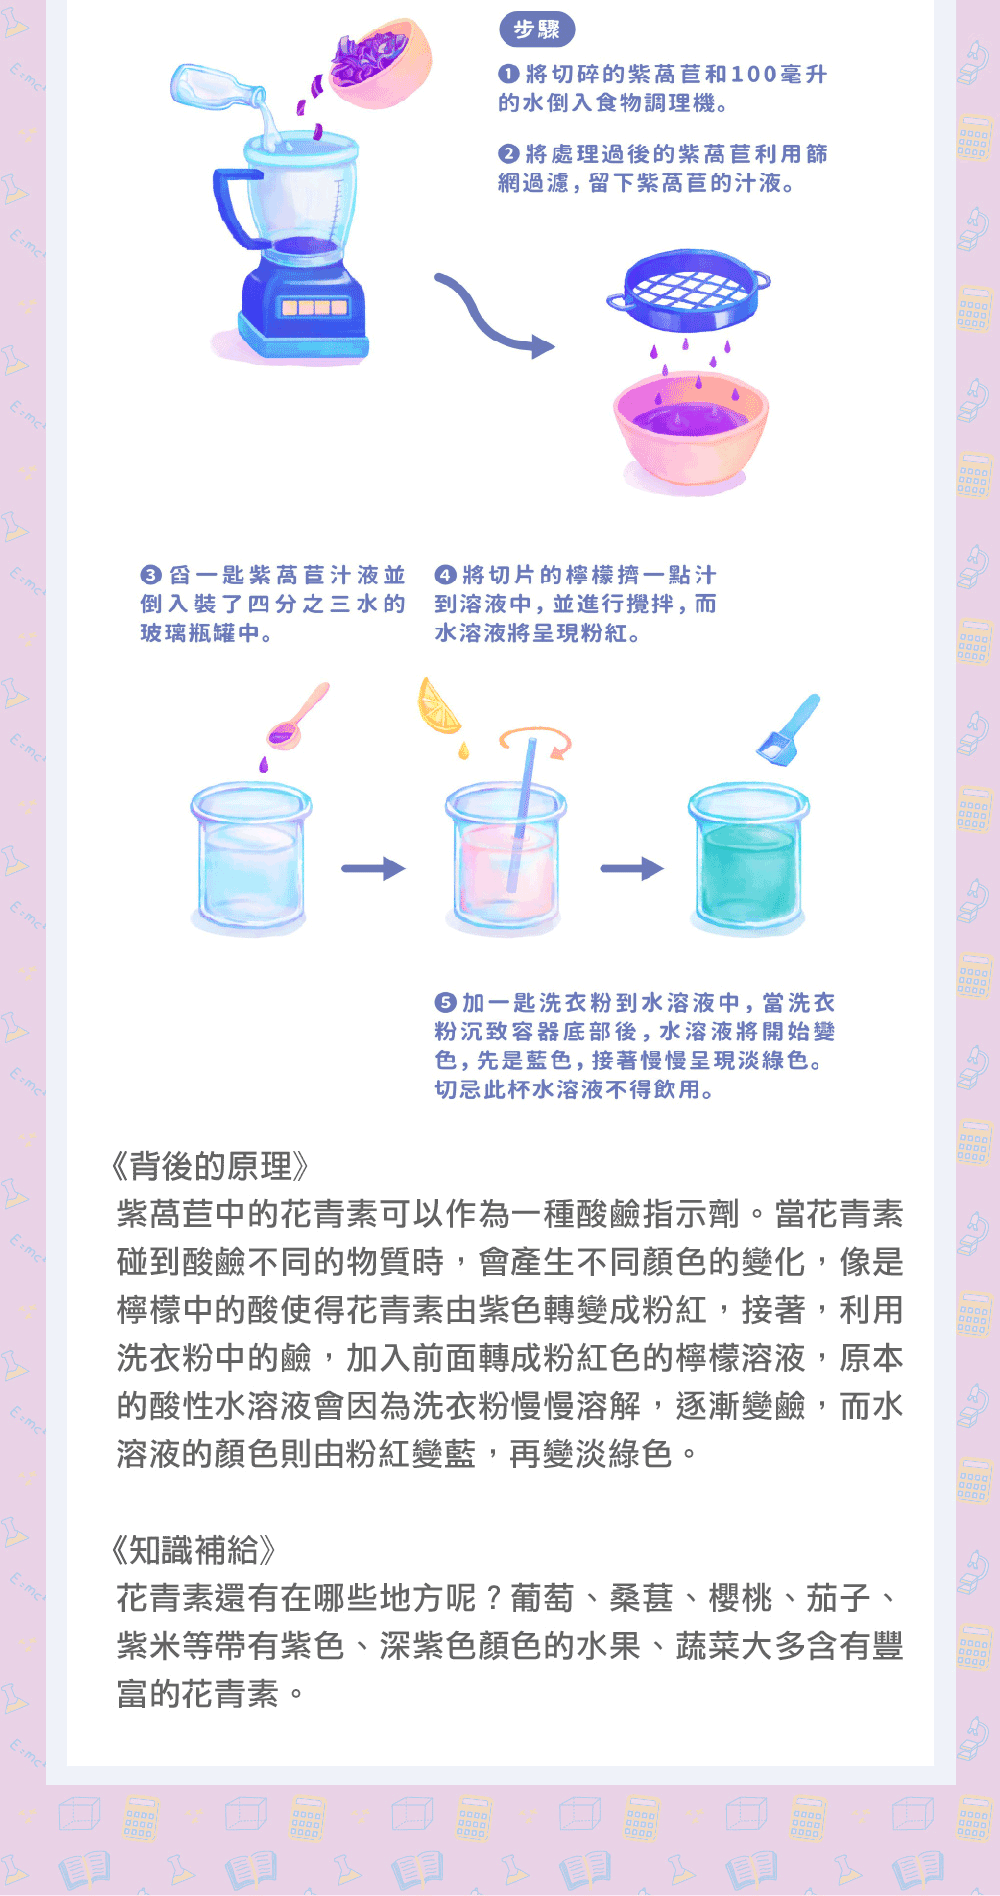 步驟
❶將切碎的紫萵苣和100毫升
的水倒入食物調理機。
❷將處理過後的紫萵苣利用篩
網過濾,留下紫萵苣的汁液。
❸舀一匙紫萵苣汁液並
倒入裝了四分之三水的
玻璃瓶罐中。
❹將切片的檸檬擠一點汁
到溶液中,並進行攪拌,而
水溶液將呈現粉紅。
❺加一匙洗衣粉到水溶液中,當洗衣
粉沉致容器底部後,水溶液將開始變
色,先是藍色,接著慢慢呈現淡綠色。
切忌此杯水溶液不得飲用。
《背後的原理》
紫萵苣中的花青素可以作為一種酸鹼指示劑。當花青素
碰到酸鹼不同的物質時,會產生不同顏色的變化,像是
檸檬中的酸使得花青素由紫色轉變成粉紅,接著,利用
洗衣粉中的鹼,加入前面轉成粉紅色的檸檬溶液,原本
的酸性水溶液會因為洗衣粉慢慢溶解,逐漸變鹼,而水
溶液的顏色則由粉紅變藍,再變淡綠色。
《知識補給》
花青素還有在哪些地方呢?葡萄、桑葚、櫻桃、茄子、
紫米等帶有紫色、深紫色顏色的水果、蔬菜大多含有豐
富的花青素。